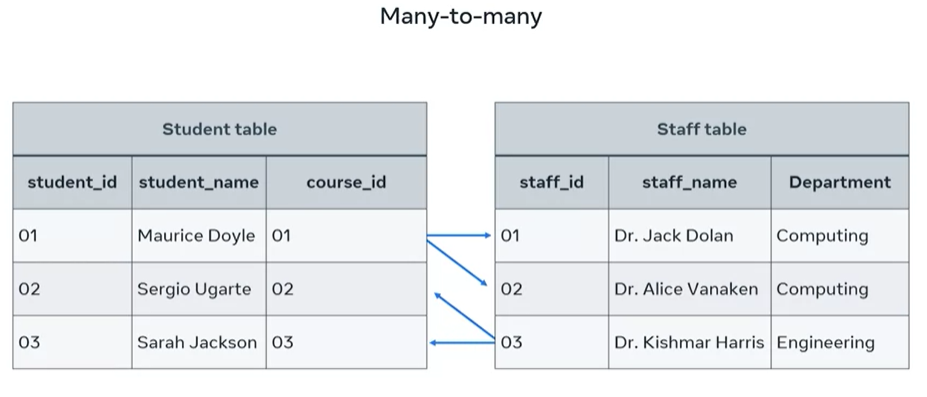 Many-to-many
Student table
student_id student_name course_id
01 Maurice Doyle 01
02 Sergio Ugarte 02
03 Sarah Jackson 03
Staff table
staff_id staff_name Department
01 Dr. Jack Dolan Computing
02 Dr. Alice Vanaken Computing
03 Dr. Kishmar Harris Engineering